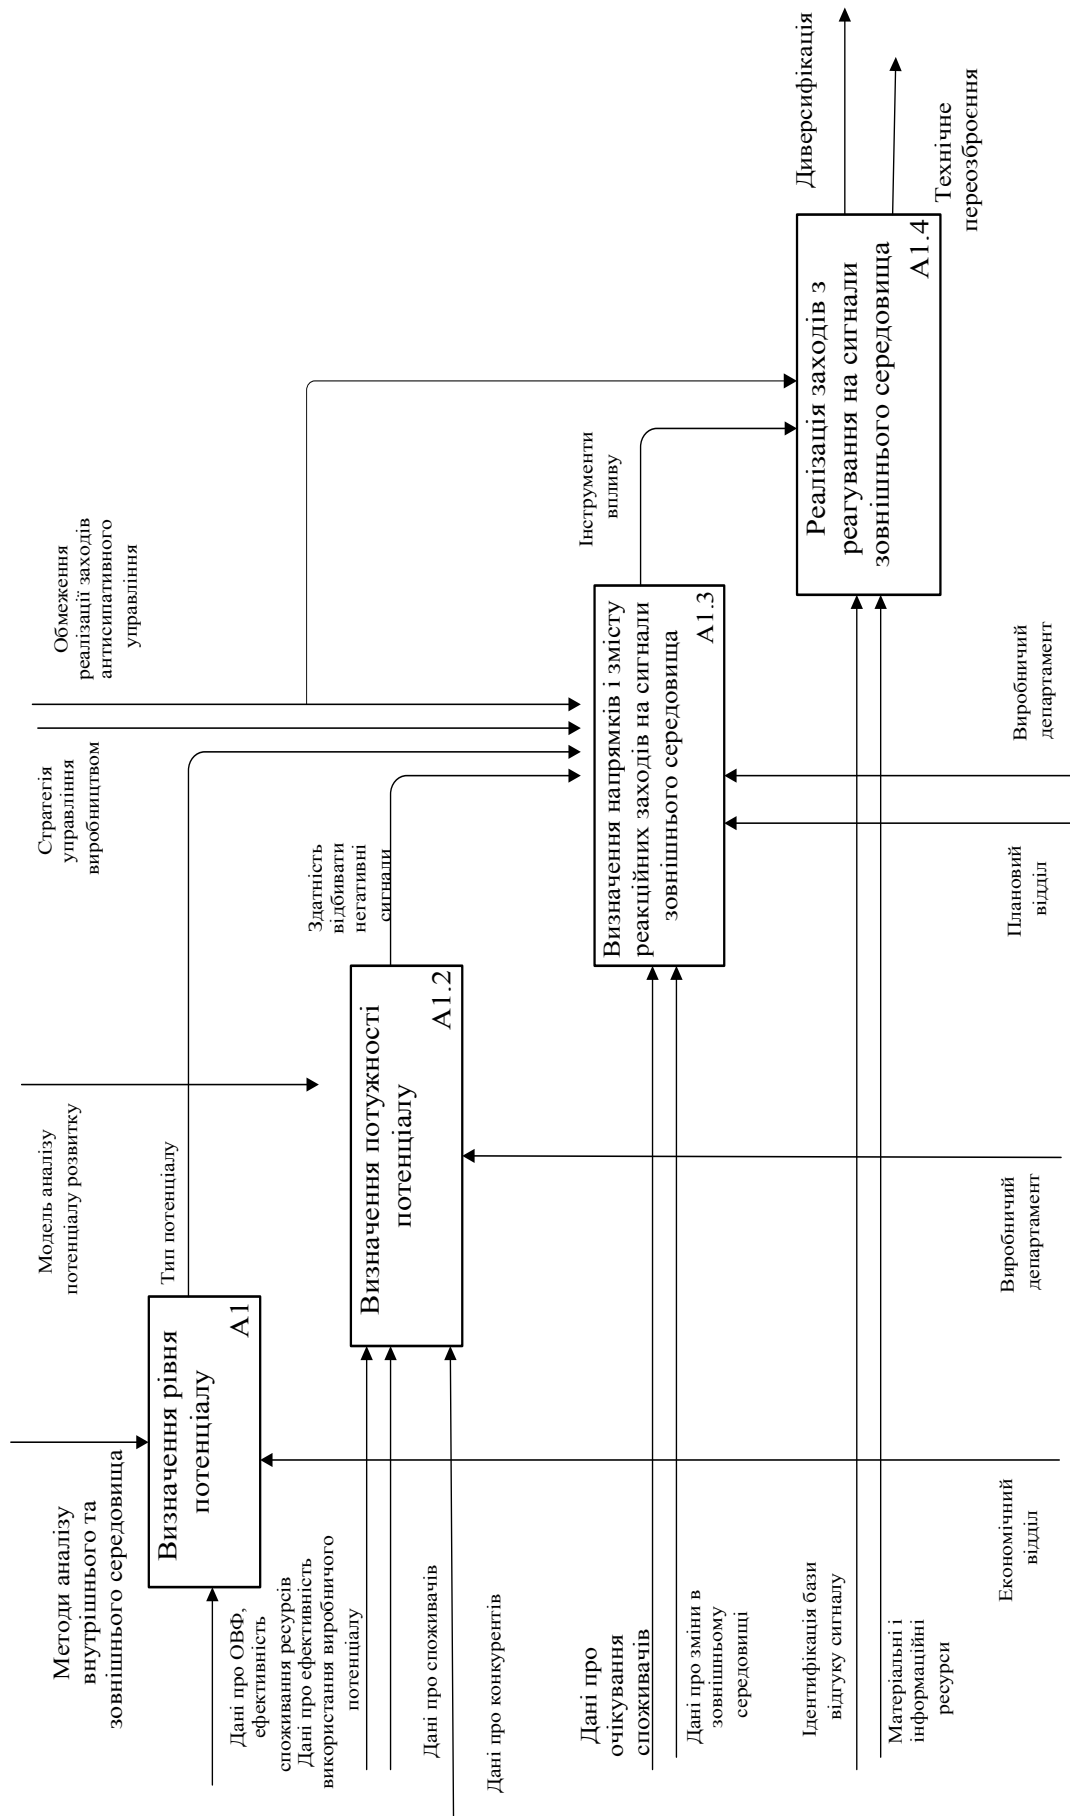 Методи аналізу
внутрішнього та
зовнішнього середовища
Модель аналізу
потенціалу розвитку
Стратегія
управління
виробництвом
Обмеження
реалізації заходів
антисипативного
управління
Дані про ОВФ,
ефективність
споживання ресурсів
Визначення рівня
потенціалу
А1
Тип потенціалу
Дані про ефективність
використання виробничого
потенціалу
Дані про споживачів
Дані про конкурентів
Визначення потужності
потенціалу
А1.2
Здатність
відбивати
негативні
сигнали
Дані про
очікування
споживачів
Дані про зміни в
зовнішньому
середовищі
Визначення напрямків і змісту
реакційних заходів на сигнали
зовнішнього середовища
А1.3
Інструменти
впливу
Ідентифікація бази
відгуку сигналу
Матеріальні і
інформаційні
ресурси
Реалізація заходів з
реагування на сигнали
зовнішнього середовища
А1.4
Диверсифікація
Технічне
переозброєння
Економічний
відділ
Виробничий
департамент
Плановий
відділ
Виробничий
департамент